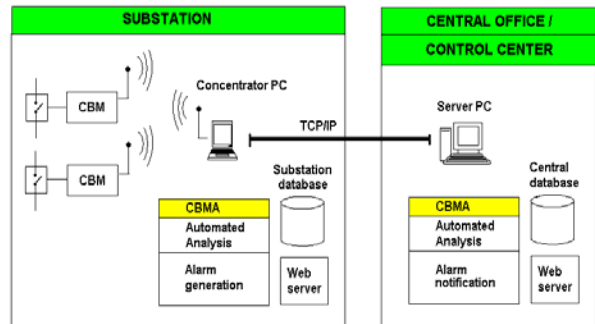 SUBSTATION
CBM
CBM
Concentrator PC
TCP/IP
Substation
database
CBMA
Automated
Analysis
Alarm
generation
Web
server
CENTRAL OFFICE /
CONTROL CENTER
Server PC
Central
database
CBMA
Automated
Analysis
Alarm
notification
Web
server